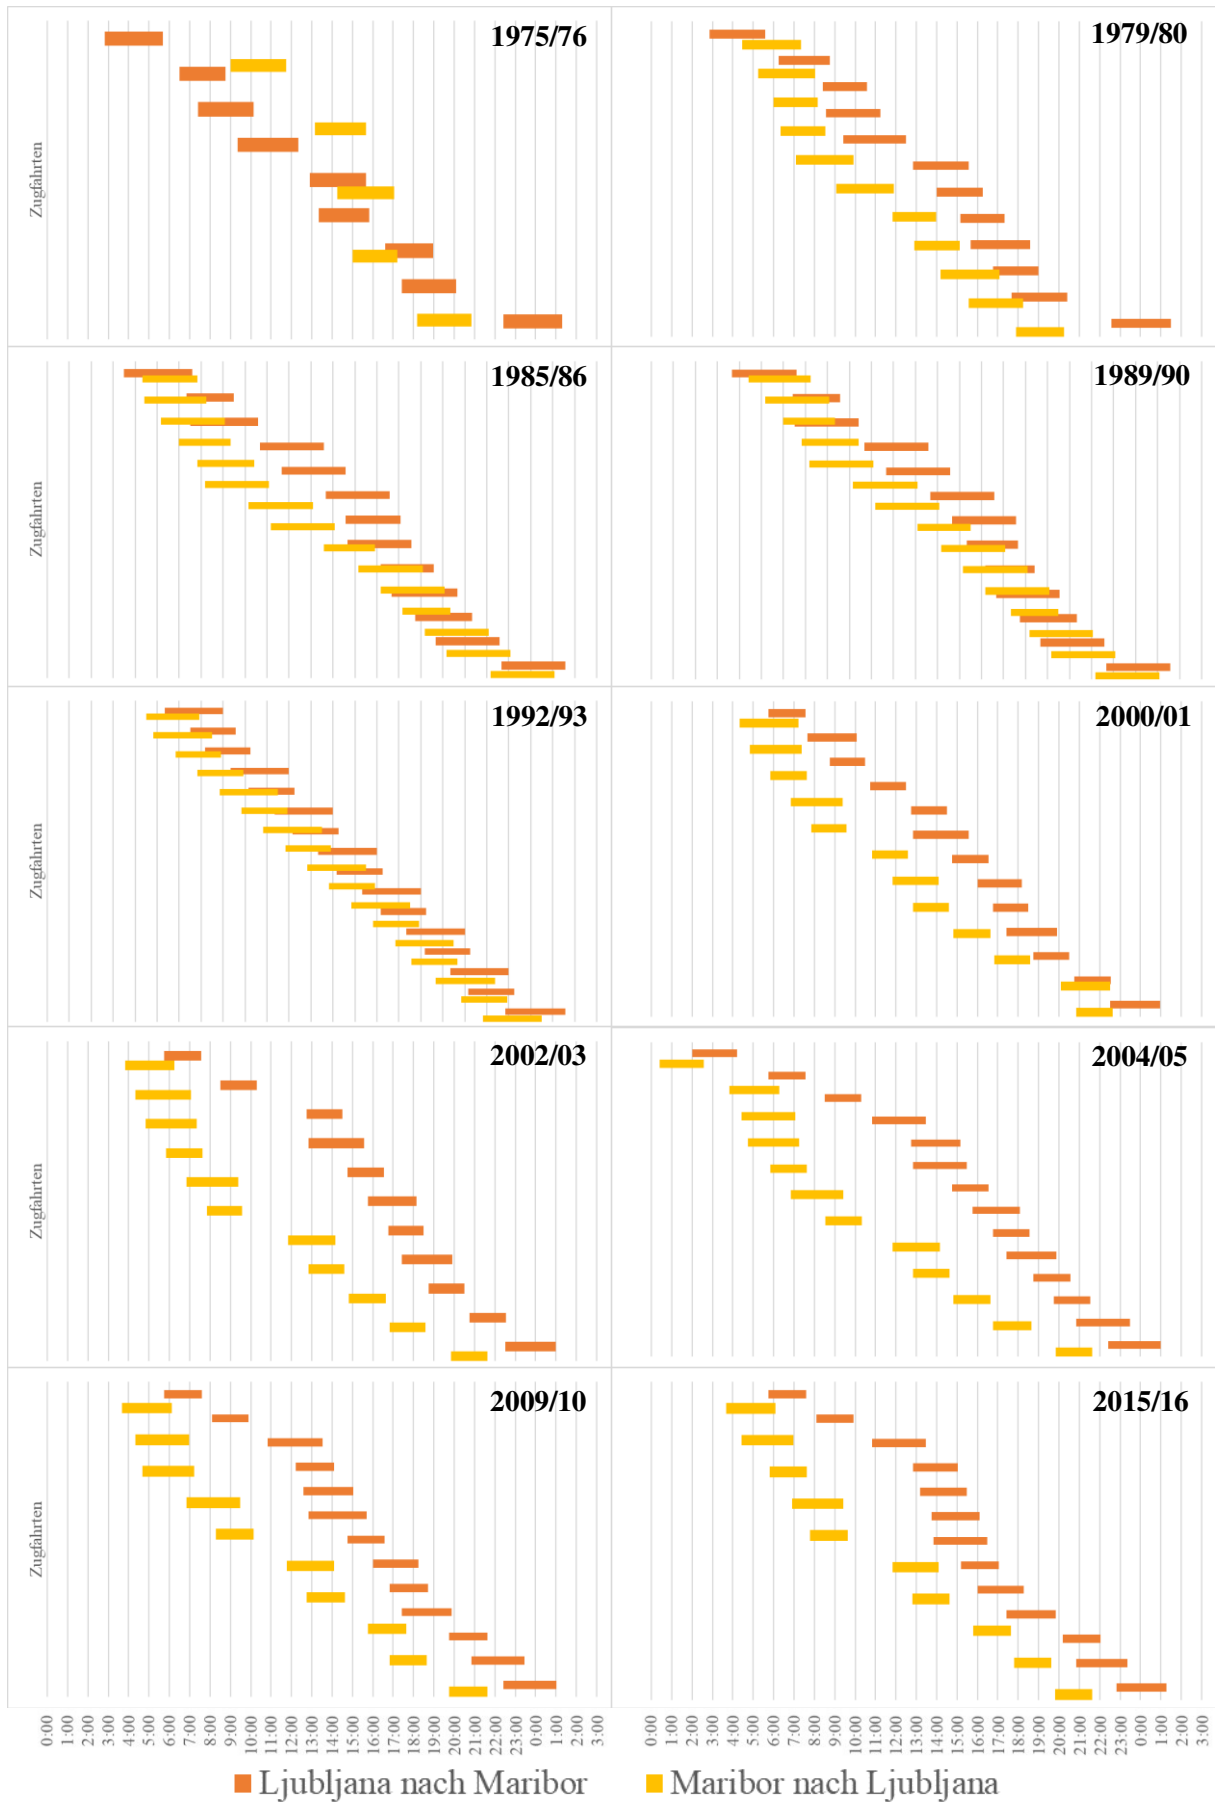 1975/76
1979/80
Zugfahrten
1985/86
1989/90
Zugfahrten
1992/93
2000/01
Zugfahrten
2002/03
2004/05
Zugfahrten
2009/10
2015/16
Zugfahrten
0:00 1:00 2:00 3:00 4:00 5:00 6:00 7:00 8:00 9:00 10:00 11:00 12:00 13:00 14:00 15:00 16:00 17:00 18:00 19:00 20:00 21:00 22:00 23:00 0:00 1:00 2:00 3:00
0:00 1:00 2:00 3:00 4:00 5:00 6:00 7:00 8:00 9:00 10:00 11:00 12:00 13:00 14:00 15:00 16:00 17:00 18:00 19:00 20:00 21:00 22:00 23:00 0:00 1:00 2:00 3:00
Ljubljana nach Maribor
Maribor nach Ljubljana